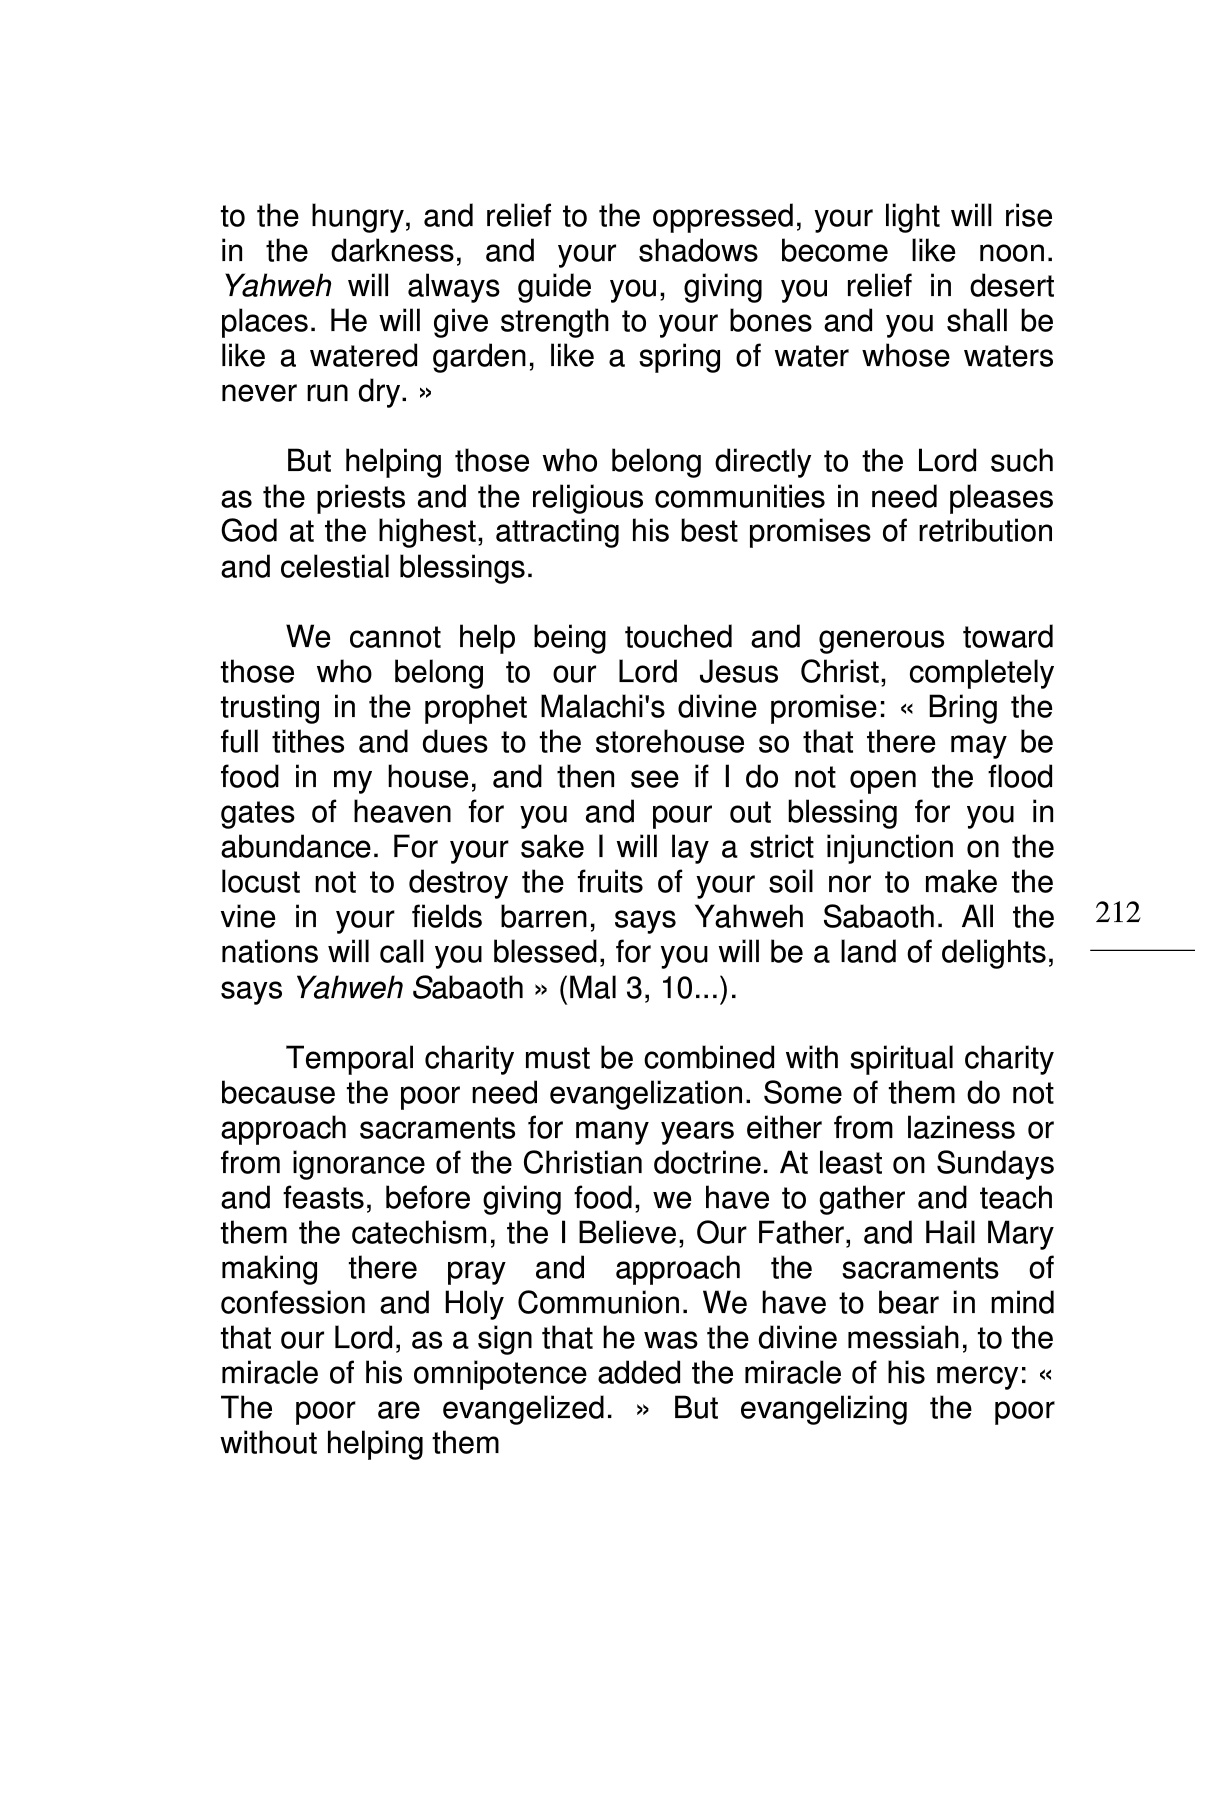 to the hungry, and relief to the oppressed, your light will rise
in the darkness, and your shadows become like noon.
Yahweh will always guide you, giving you relief in desert
places. He will give strength to your bones and you shall be
like a watered garden, like a spring of water whose waters
never run dry. »
But helping those who belong directly to the Lord such
as the priests and the religious communities in need pleases
God at the highest, attracting his best promises of retribution
and celestial blessings.
We cannot help being touched and generous toward
those who belong to our Lord Jesus Christ, completely
trusting in the prophet Malachi's divine promise: « Bring the
full tithes and dues to the storehouse so that there may be
food in my house, and then see if I do not open the flood
gates of heaven for you and pour out blessing for you in
abundance. For your sake I will lay a strict injunction on the
locust not to destroy the fruits of your soil nor to make the
vine in your fields barren, says Yahweh Sabaoth. All the
nations will call you blessed, for you will be a land of delights,
says Yahweh Sabaoth » (Mal 3, 10...).
212
Temporal charity must be combined with spiritual charity
because the poor need evangelization. Some of them do not
approach sacraments for many years either from laziness or
from ignorance of the Christian doctrine. At least on Sundays
and feasts, before giving food, we have to gather and teach
them the catechism, the I Believe, Our Father, and Hail Mary
making there pray and approach the sacraments of
confession and Holy Communion. We have to bear in mind
that our Lord, as a sign that he was the divine messiah, to the
miracle of his omnipotence added the miracle of his mercy: «
The poor are evangelized. » But evangelizing the poor
without helping them